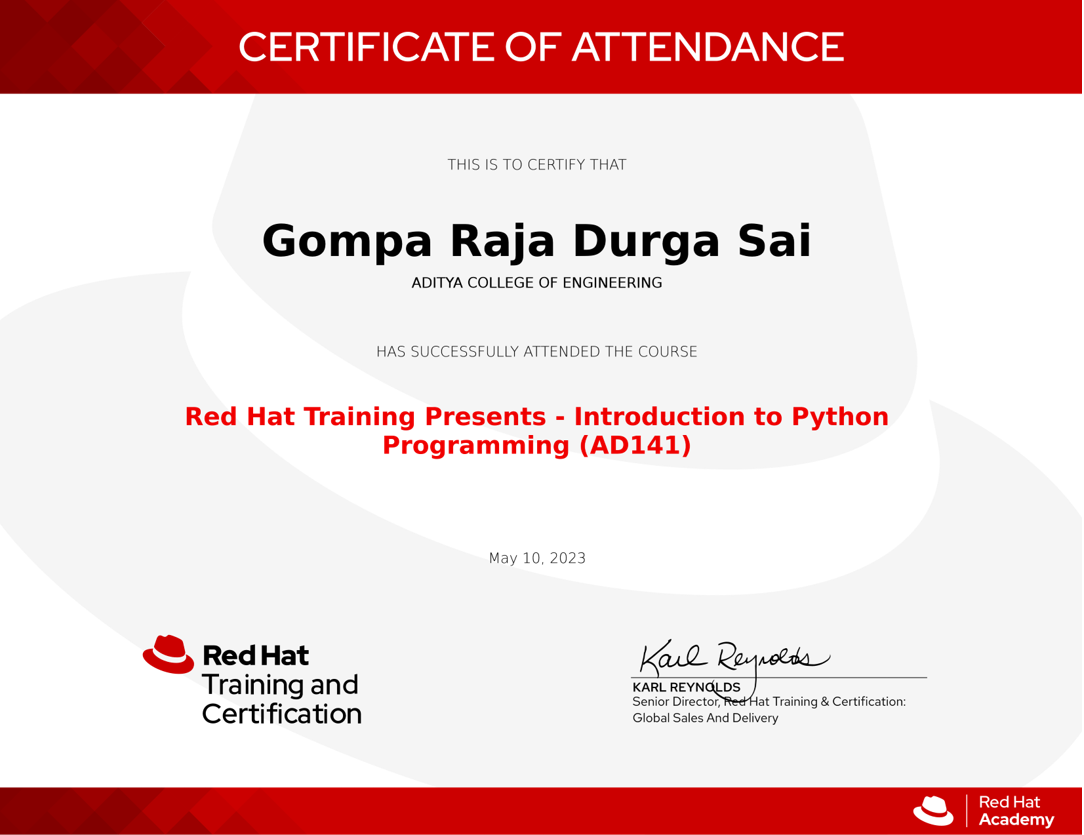 CERTIFICATE OF ATTENDANCE
THIS IS TO CERTIFY THAT
Gompa Raja Durga Sai
ADITYA COLLEGE OF ENGINEERING
HAS SUCCESSFULLY ATTENDED THE COURSE
Red Hat Training Presents - Introduction to Python
Programming (AD141)
May 10, 2023
Red Hat
Training and
Certification
Karl Reynolds
KARL REYNOLDS
Senior Director, Red Hat Training & Certification:
Global Sales And Delivery
Red Hat
Academy